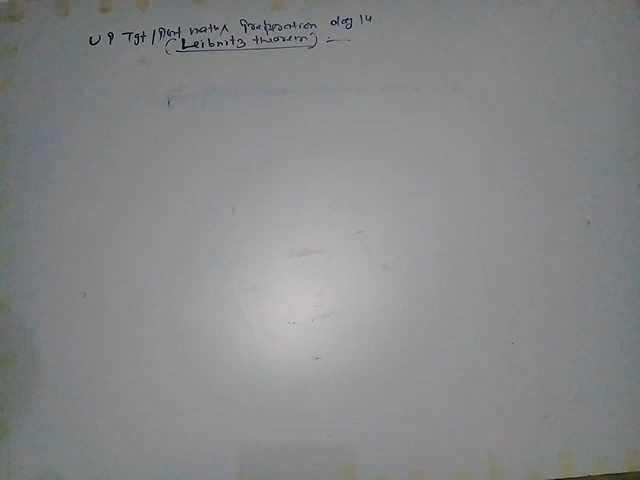 UP Tgt/Pgt maths Preparation day 14
(Leibnitz theorem):—